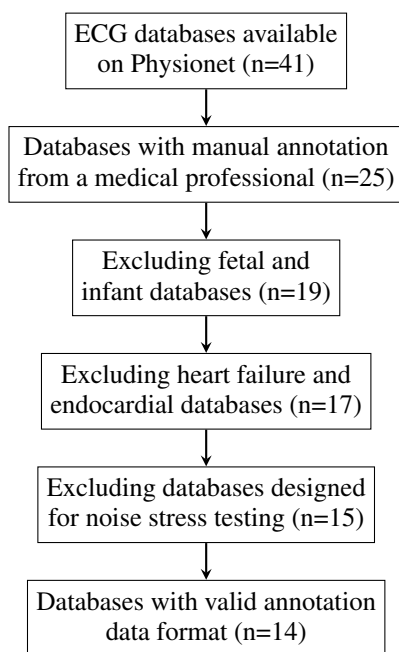 ECG databases available
on Physionet (n=41)
Databases with manual annotation
from a medical professional (n=25)
Excluding fetal and
infant databases (n=19)
Excluding heart failure and
endocardial databases (n=17)
Excluding databases designed
for noise stress testing (n=15)
Databases with valid annotation
data format (n=14)